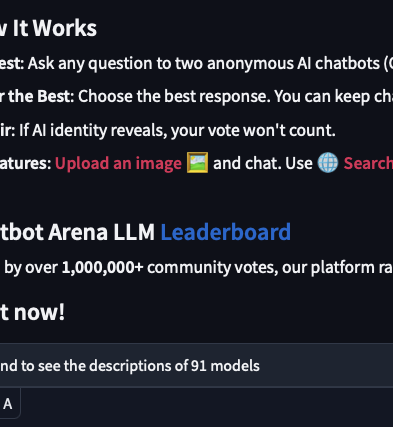 w It Works
est: Ask any question to two anonymous AI chatbots (
r the Best: Choose the best response. You can keep cha
ir: If AI identity reveals, your vote won't count.
atures: Upload an image and chat. Use Search
tbot Arena LLM Leaderboard
by over 1,000,000+ community votes, our platform ra
t now!
nd to see the descriptions of 91 models
A